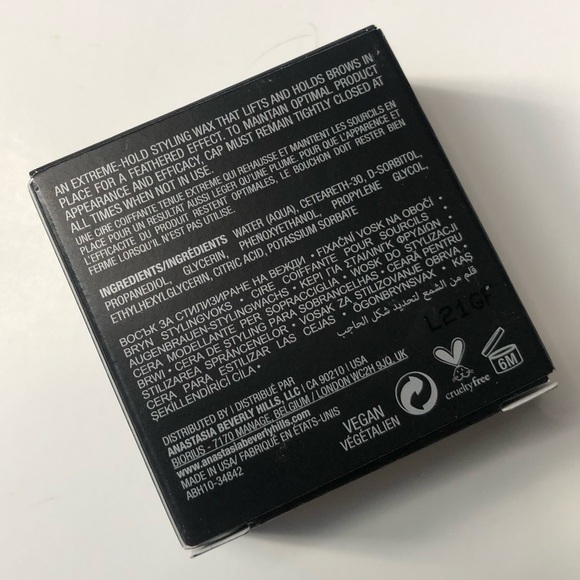 AN EXTREME-HOLD STYLING WAX THAT LIFTS AND HOLDS BROWS IN
PLACE FOR A FEATHERED EFFECT. TO MAINTAIN OPTIMAL PRODUCT
APPEARANCE AND EFFICACY, CAP MUST REMAIN TIGHTLY CLOSED AT
ALL TIMES WHEN NOT IN USE.
UNE CIRE COIFFANTE TENUE EXTRÊME QUI REHAUSSE ET MAINTIENT LES SOURCILS EN
PLACE POUR UN RÉSULTAT AUSSI LÉGER QU'UNE PLUME POUR QUE L'APPARENCE ET
L'EFFICACITÉ DU PRODUIT RESTENT OPTIMALES, LE BOUCHON DOIT RESTER BIEN
FERMÉ LORSQU'IL N'EST PAS UTILISÉ.
INGREDIENTS/INGRÉDIENTS: WATER (AQUA), CETEARETH-30, D-SORBITOL,
PROPANEDIOL, GLYCERIN, PHENOXYETHANOL, PROPYLENE GLYCOL,
ETHYLHEXYLGLYCERIN, CITRIC ACID, POTASSIUM SORBATE
ВОСЪК ЗА СТИЛИЗИРАНЕ НА ВЕЖДИ • FIXAČNÍ VOSK NA OBOČÍ •
BRYN STYLINGVOKS • CIRE COIFFANTE POUR SOURCILS
AUGENBRAUEN-STYLINGWACHS • ΚΕΡΙ ΓΙΑ ΣΤΑΪΛΙΝΓΚ ΦΡΥΔΙΩΝ •
CERA MODELLANTE PER SOPRACCIGLIA • WOSK DO STYLIZACJI
BRWI • CERA DE STYLING PARA SOBRANCELHAS • CEARĂ PENTRU
STILIZAREA SPRÂNCENELOR • VOSAK ZA STILIZOVANJE OBRVA •
CERA PARA ESTILIZAR LAS CEJAS • ÖGONBRYNSVAX • KAŞ
ŞEKİLLENDİRİCİ CİLA • قلم من الشمع لتحديد شكل الحاجب
L21GF
DISTRIBUTED BY / DISTRIBUÉ PAR
ANASTASIA BEVERLY HILLS, LLC / CA 90210 / USA
BIORIUS - 7170 MANAGE BELGIUM / LONDON WC2H 9JQ, UK
www.anastasiabeverlyhills.com
MADE IN USA/ FABRIQUÉ EN ÉTATS-UNIS
ABH10-34842
VEGAN
VÉGÉTALIEN
crueltyfree
6M